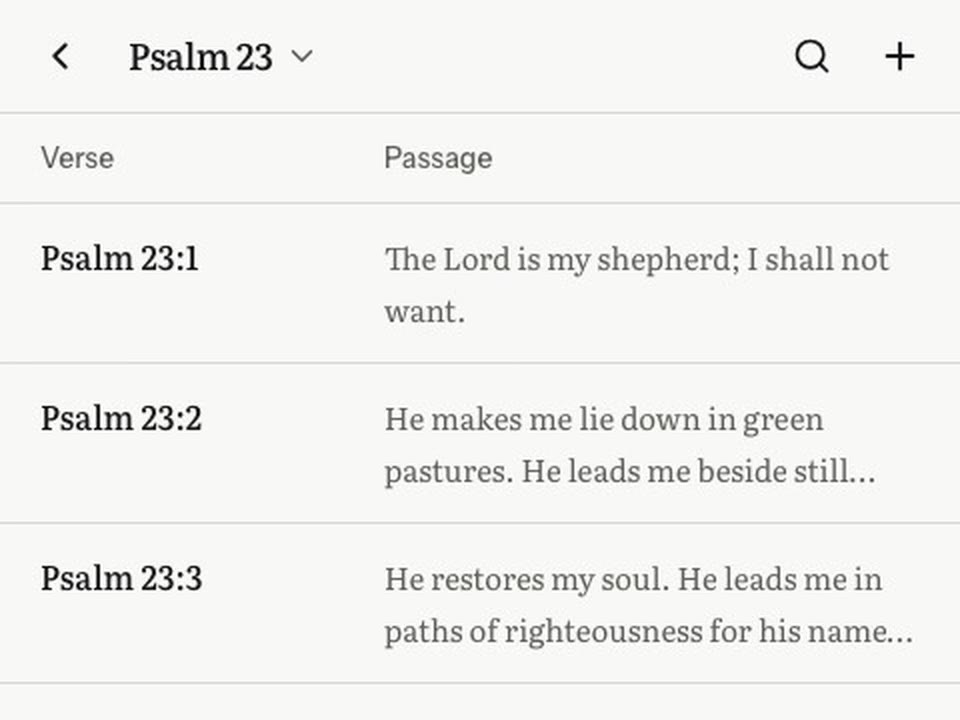 Psalm 23
Verse Passage
Psalm 23:1 The Lord is my shepherd; I shall not
want.
Psalm 23:2 He makes me lie down in green
pastures. He leads me beside still...
Psalm 23:3 He restores my soul. He leads me in
paths of righteousness for his name...